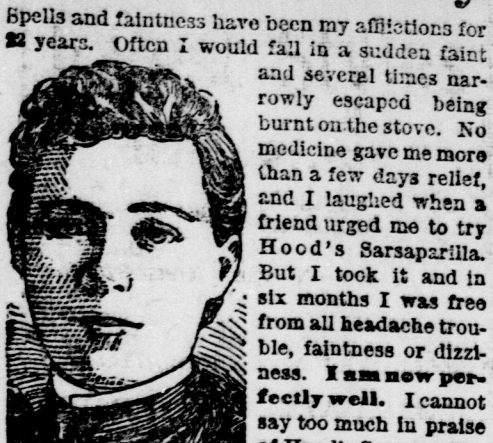 Spells and faintness have been my afflictions for
22 years. Often I would fall in a sudden faint
and several times nar-
rowly escaped being
burnt on the stove. No
medicine gave me more
than a few days relief,
and I laughed when a
friend urged me to try
Hood's Sarsaparilla.
But I took it and in
six months I was free
from all headache trou-
ble, faintness or dizzi-
ness. I am now per-
fectly well. I cannot
say too much in praise